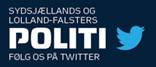 SYDSJÆLLANDS OG
LOLLAND-FALSTERS
POLITI
FØLG OS PÅ TWITTER